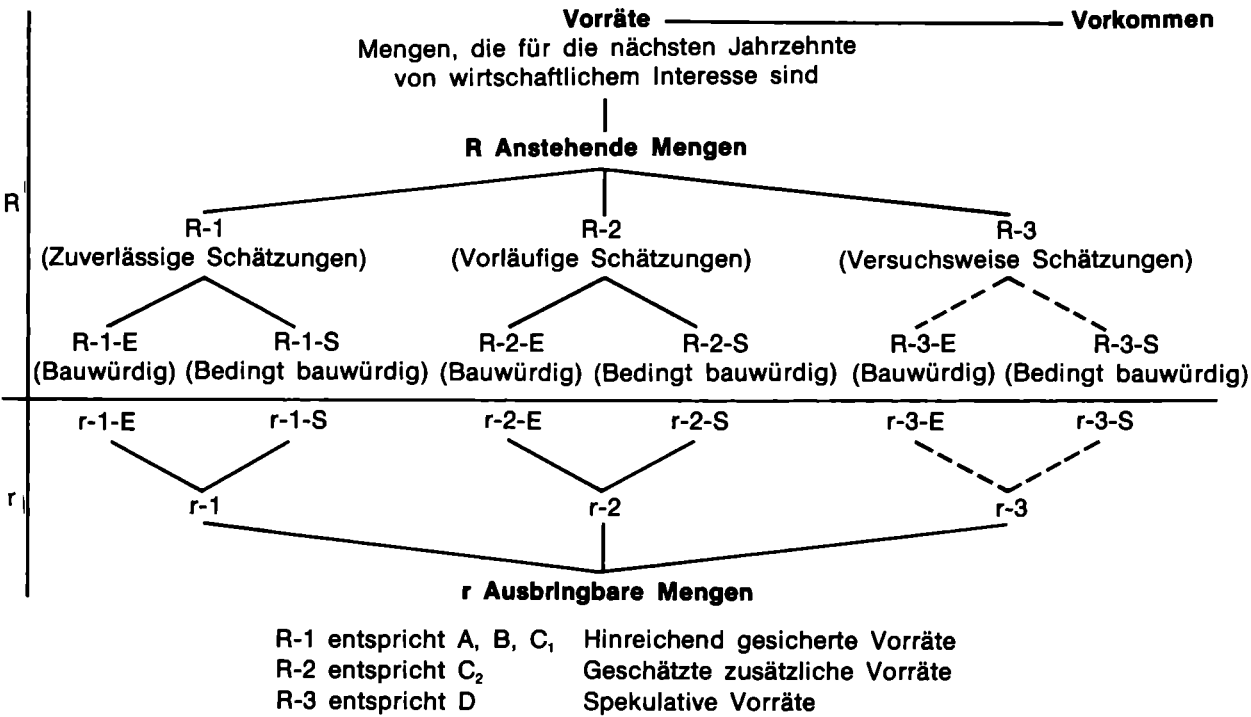 Vorräte Vorkommen
Mengen, die für die nächsten Jahrzehnte
von wirtschaftlichem Interesse sind
R Anstehende Mengen
R
R-1 R-2 R-3
(Zuverlässige Schätzungen) (Vorläufige Schätzungen) (Versuchsweise Schätzungen)
R-1-E R-1-S R-2-E R-2-S R-3-E R-3-S
(Bauwürdig) (Bedingt bauwürdig) (Bauwürdig) (Bedingt bauwürdig) (Bauwürdig) (Bedingt bauwürdig)
r-1-E r-1-S r-2-E r-2-S r-3-E r-3-S
r
r-1 r-2 r-3
r Ausbringbare Mengen
R-1 entspricht A, B, C₁ Hinreichend gesicherte Vorräte
R-2 entspricht C₂ Geschätzte zusätzliche Vorräte
R-3 entspricht D Spekulative Vorräte